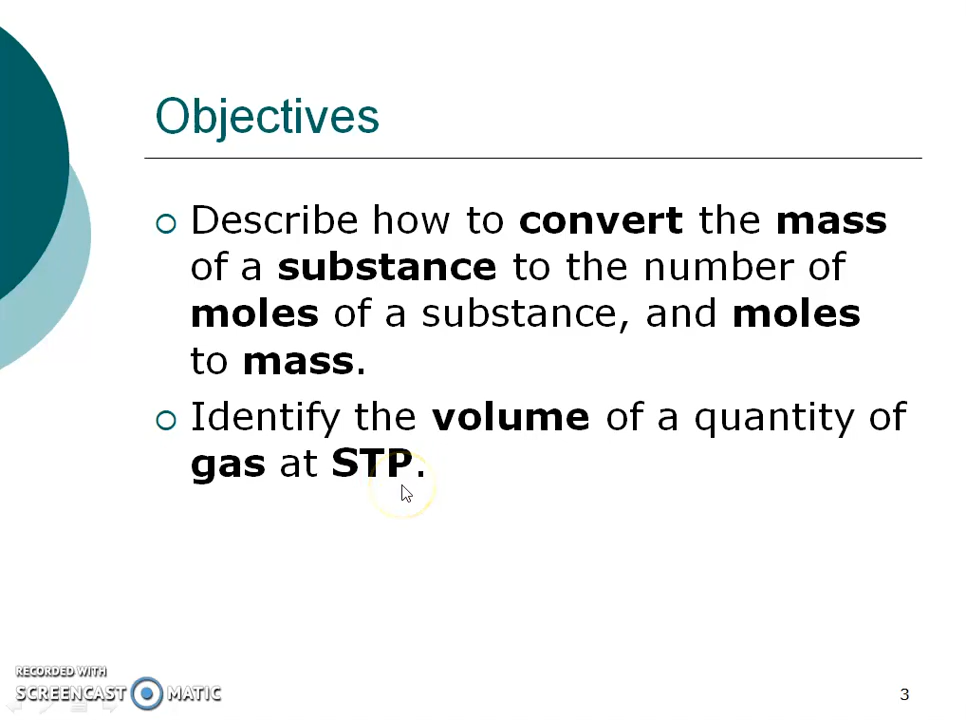 Objectives
Describe how to convert the mass
of a substance to the number of
moles of a substance, and moles
to mass.
Identify the volume of a quantity of
gas at STP.
RECORDED WITH
SCREENCAST MATIC
3